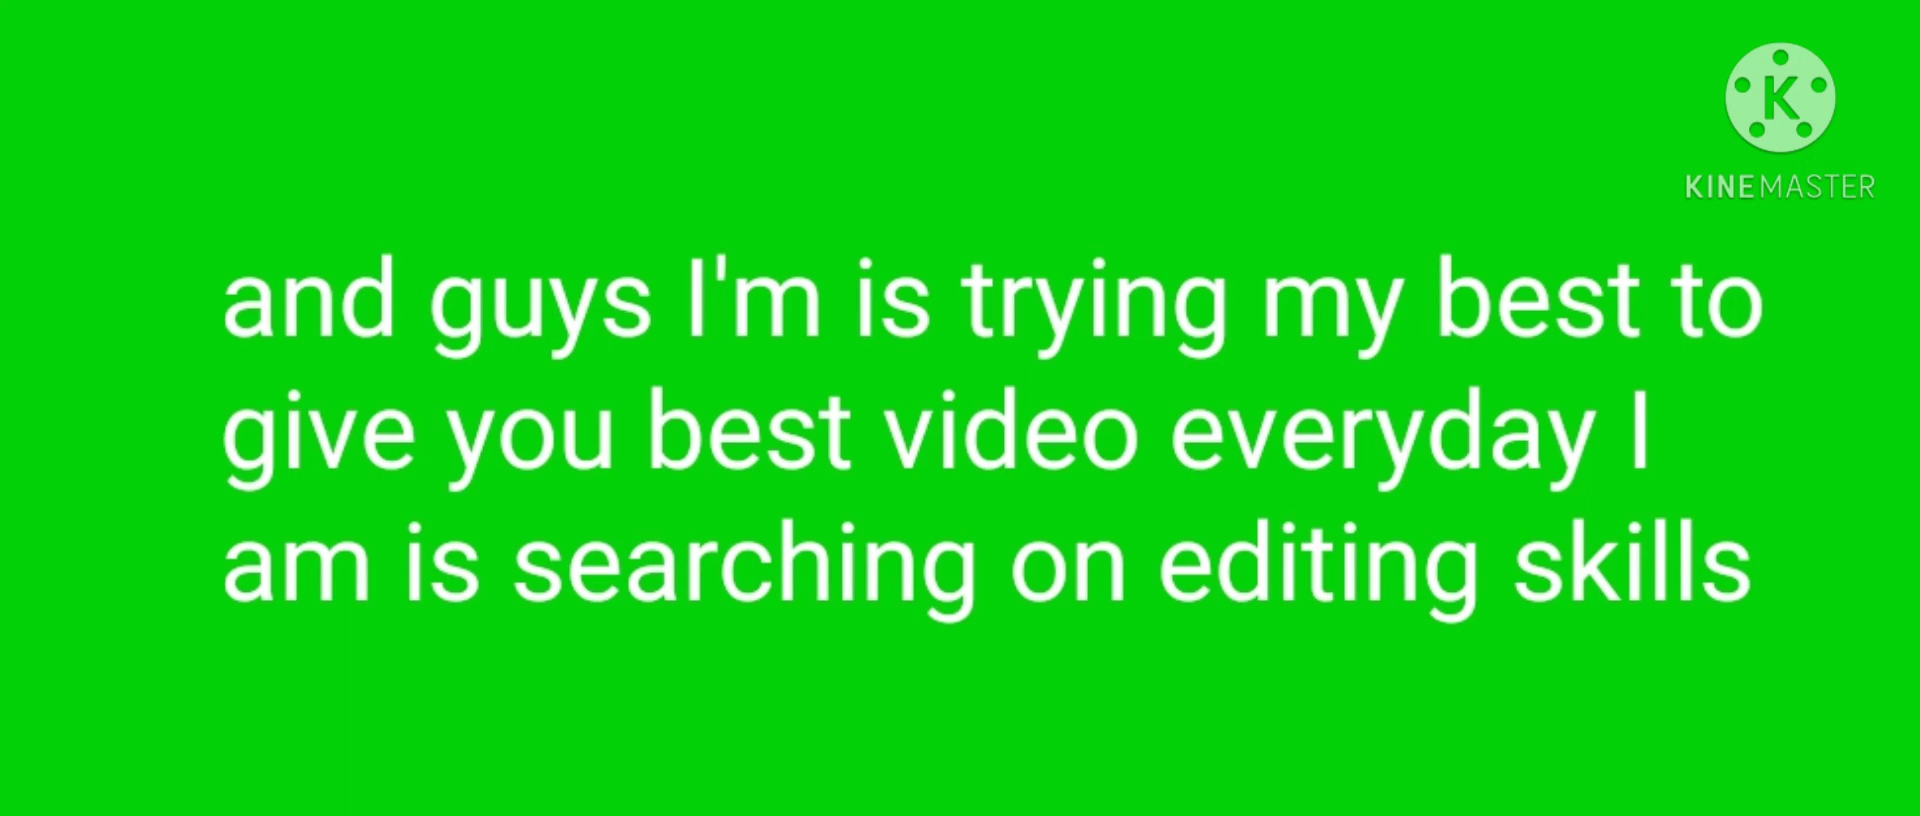 K
KINEMASTER
and guys I'm is trying my best to
give you best video everyday I
am is searching on editing skills